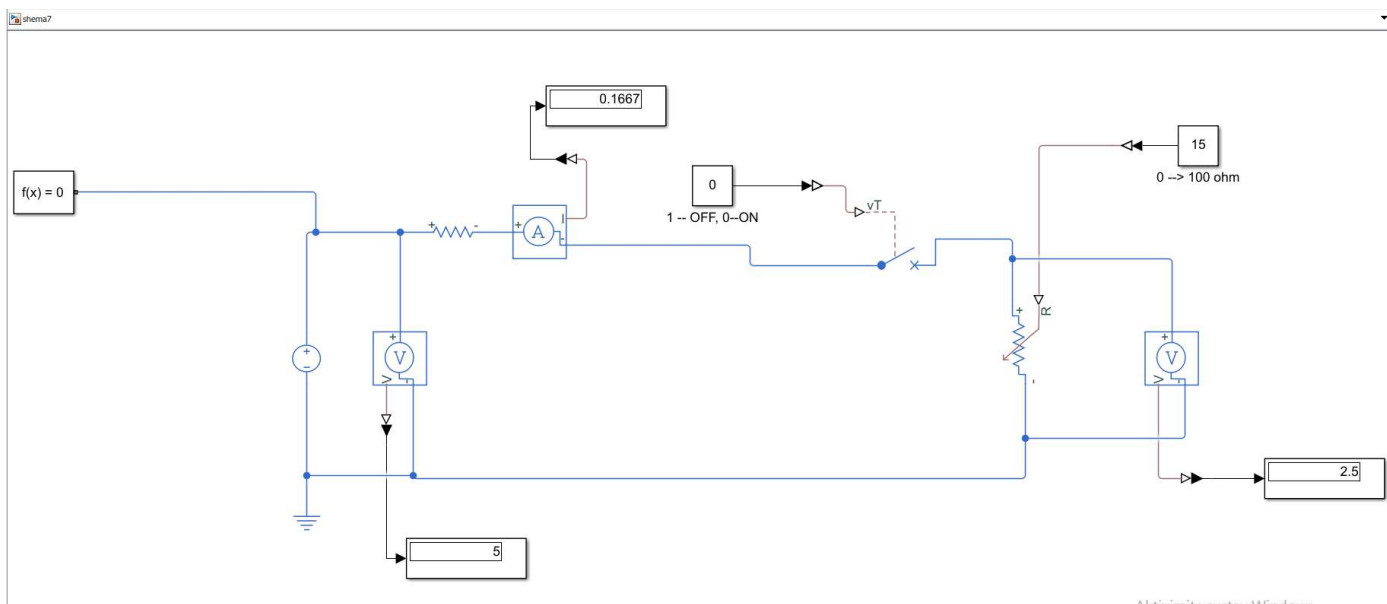 shema7
0.1667
15
0 --> 100 ohm
f(x) = 0
0
1 -- OFF, 0--ON
vT
+
-
+
A
I
-
R
+
-
+
-
+
V
V
-
+
V
V
-
2.5
5